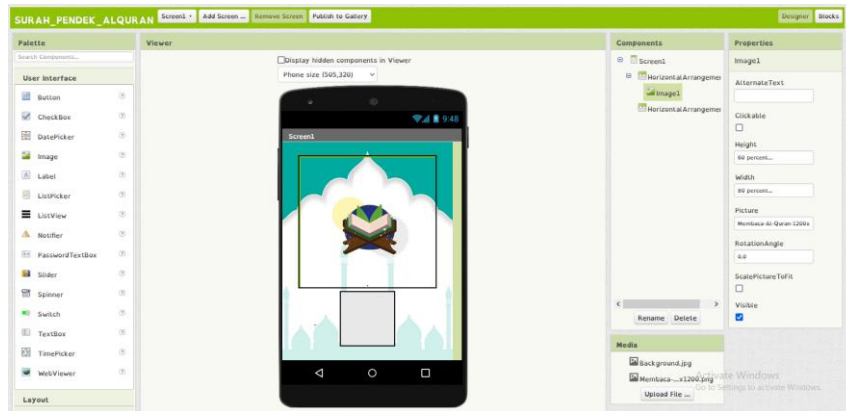 SURAH_PENDEK_ALQURAN
Screen1
Add Screen ...
Remove Screen
Publish to Gallery
Designer
Blocks
Palette
Search Components...
User Interface
Button
CheckBox
DatePicker
Image
Label
ListPicker
ListView
Notifier
PasswordTextBox
Slider
Spinner
Switch
TextBox
TimePicker
WebViewer
Layout
Viewer
Display hidden components in Viewer
Phone size (505,320)
9:48
Screen1
Components
Screen1
HorizontalArrangemer
Image1
HorizontalArrangemer
Rename
Delete
Media
Background.jpg
Membaca-...v1200.png
Upload File ...
Properties
Image1
AlternateText
Clickable
Height
60 percent...
Width
80 percent...
Picture
Membaca-Al-Quran-1200x
RotationAngle
0.0
ScalePictureToFit
Visible
Activate Windows
Go to Settings to activate Windows.